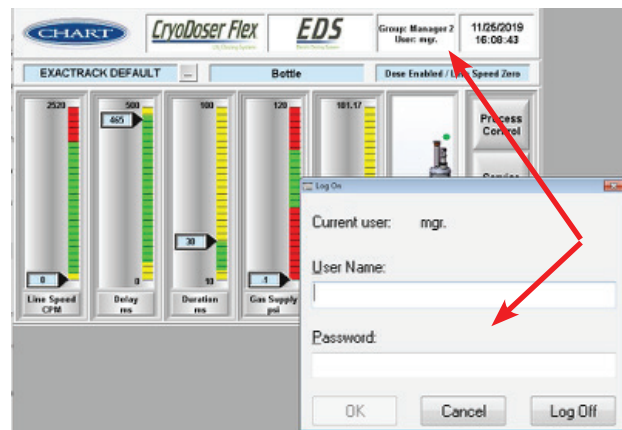 CHART
CryoDoser Flex
EDS
Group: Manager 2
User: mgr.
11/26/2019
16:08:43
EXACTRACK DEFAULT
...
Bottle
Dose Enabled / Speed Zero
2520
500
100
120
101.17
465
30
0
-1
0
10
Line Speed
CPM
Delay
ms
Duration
ms
Gas Supply
psi
Process
Control
Service
Log On
Current user: mgr.
User Name:
Password:
OK
Cancel
Log Off